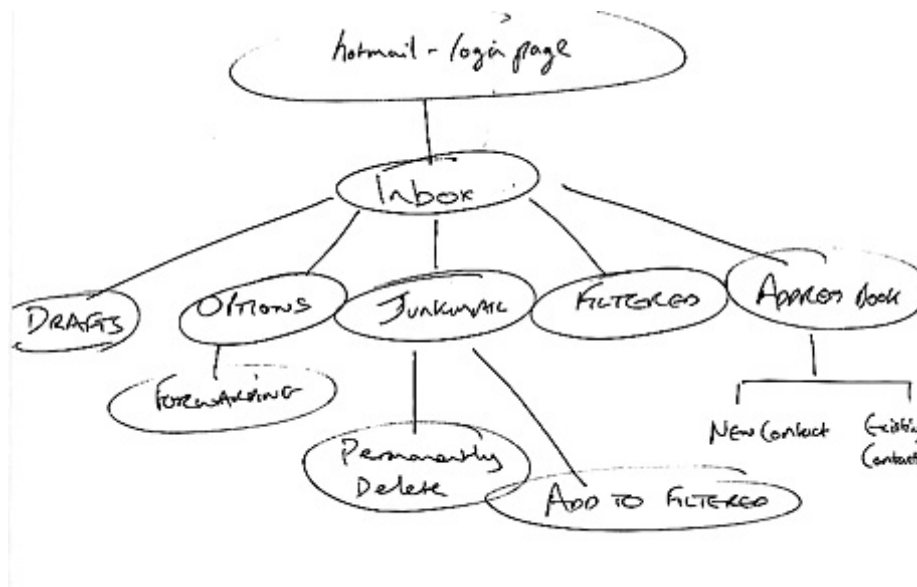 hotmail - login page
Inbox
DRAFTS
OPTIONS
JUNKMAIL
FILTERED
ADDRES BOOK
FORWARDING
New Contact
Existing
Contact
Permanently
Delete
ADD TO FILTERED